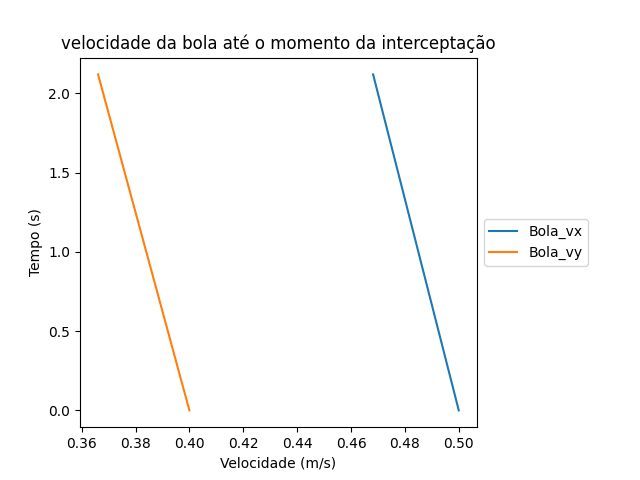 velocidade da bola até o momento da interceptação
Tempo (s)
2.0
1.5
1.0
0.5
0.0
0.36 0.38 0.40 0.42 0.44 0.46 0.48 0.50
Velocidade (m/s)
Bola_vx
Bola_vy